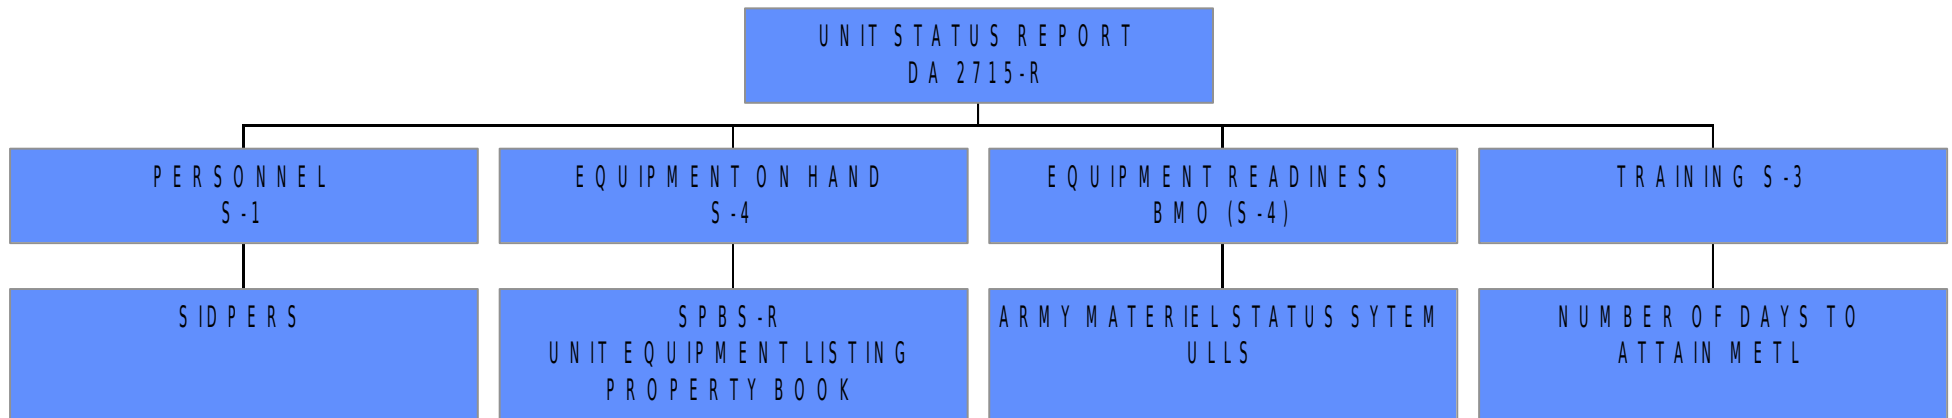 UNIT STATUS REPORT
DA 2715-R
PERSONNEL
S-1
EQUIPMENT ON HAND
S-4
EQUIPMENT READINESS
BMO (S-4)
TRAINING S-3
SIDPERS
SPBS-R
UNIT EQUIPMENT LISTING
PROPERTY BOOK
ARMY MATERIEL STATUS SYTEM
ULLS
NUMBER OF DAYS TO
ATTAIN METL